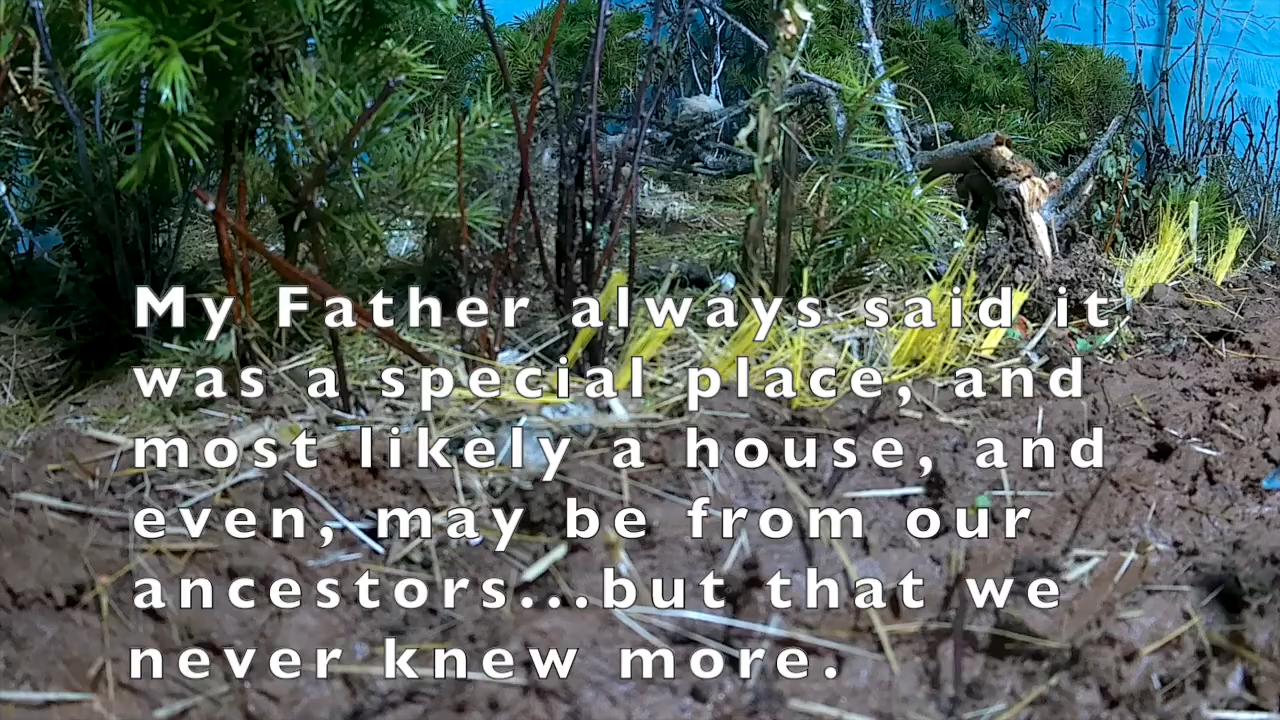 My Father always said it
was a special place, and
most likely a house, and
even, may be from our
ancestors...but that we
never knew more.